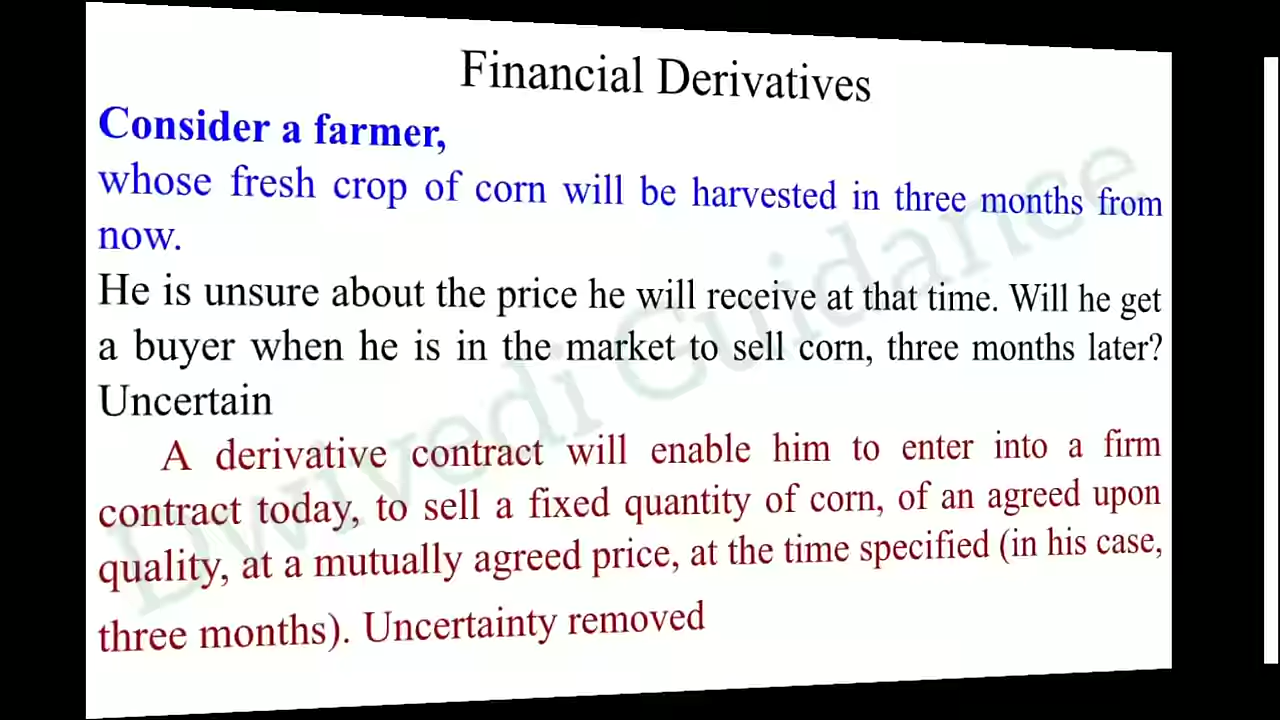 Financial Derivatives
Consider a farmer,
whose fresh crop of corn will be harvested in three months from
now.
He is unsure about the price he will receive at that time. Will he get
a buyer when he is in the market to sell corn, three months later?
Uncertain
A derivative contract will enable him to enter into a firm
contract today, to sell a fixed quantity of corn, of an agreed upon
quality, at a mutually agreed price, at the time specified (in his case,
three months). Uncertainty removed
Dwivedi Guidance